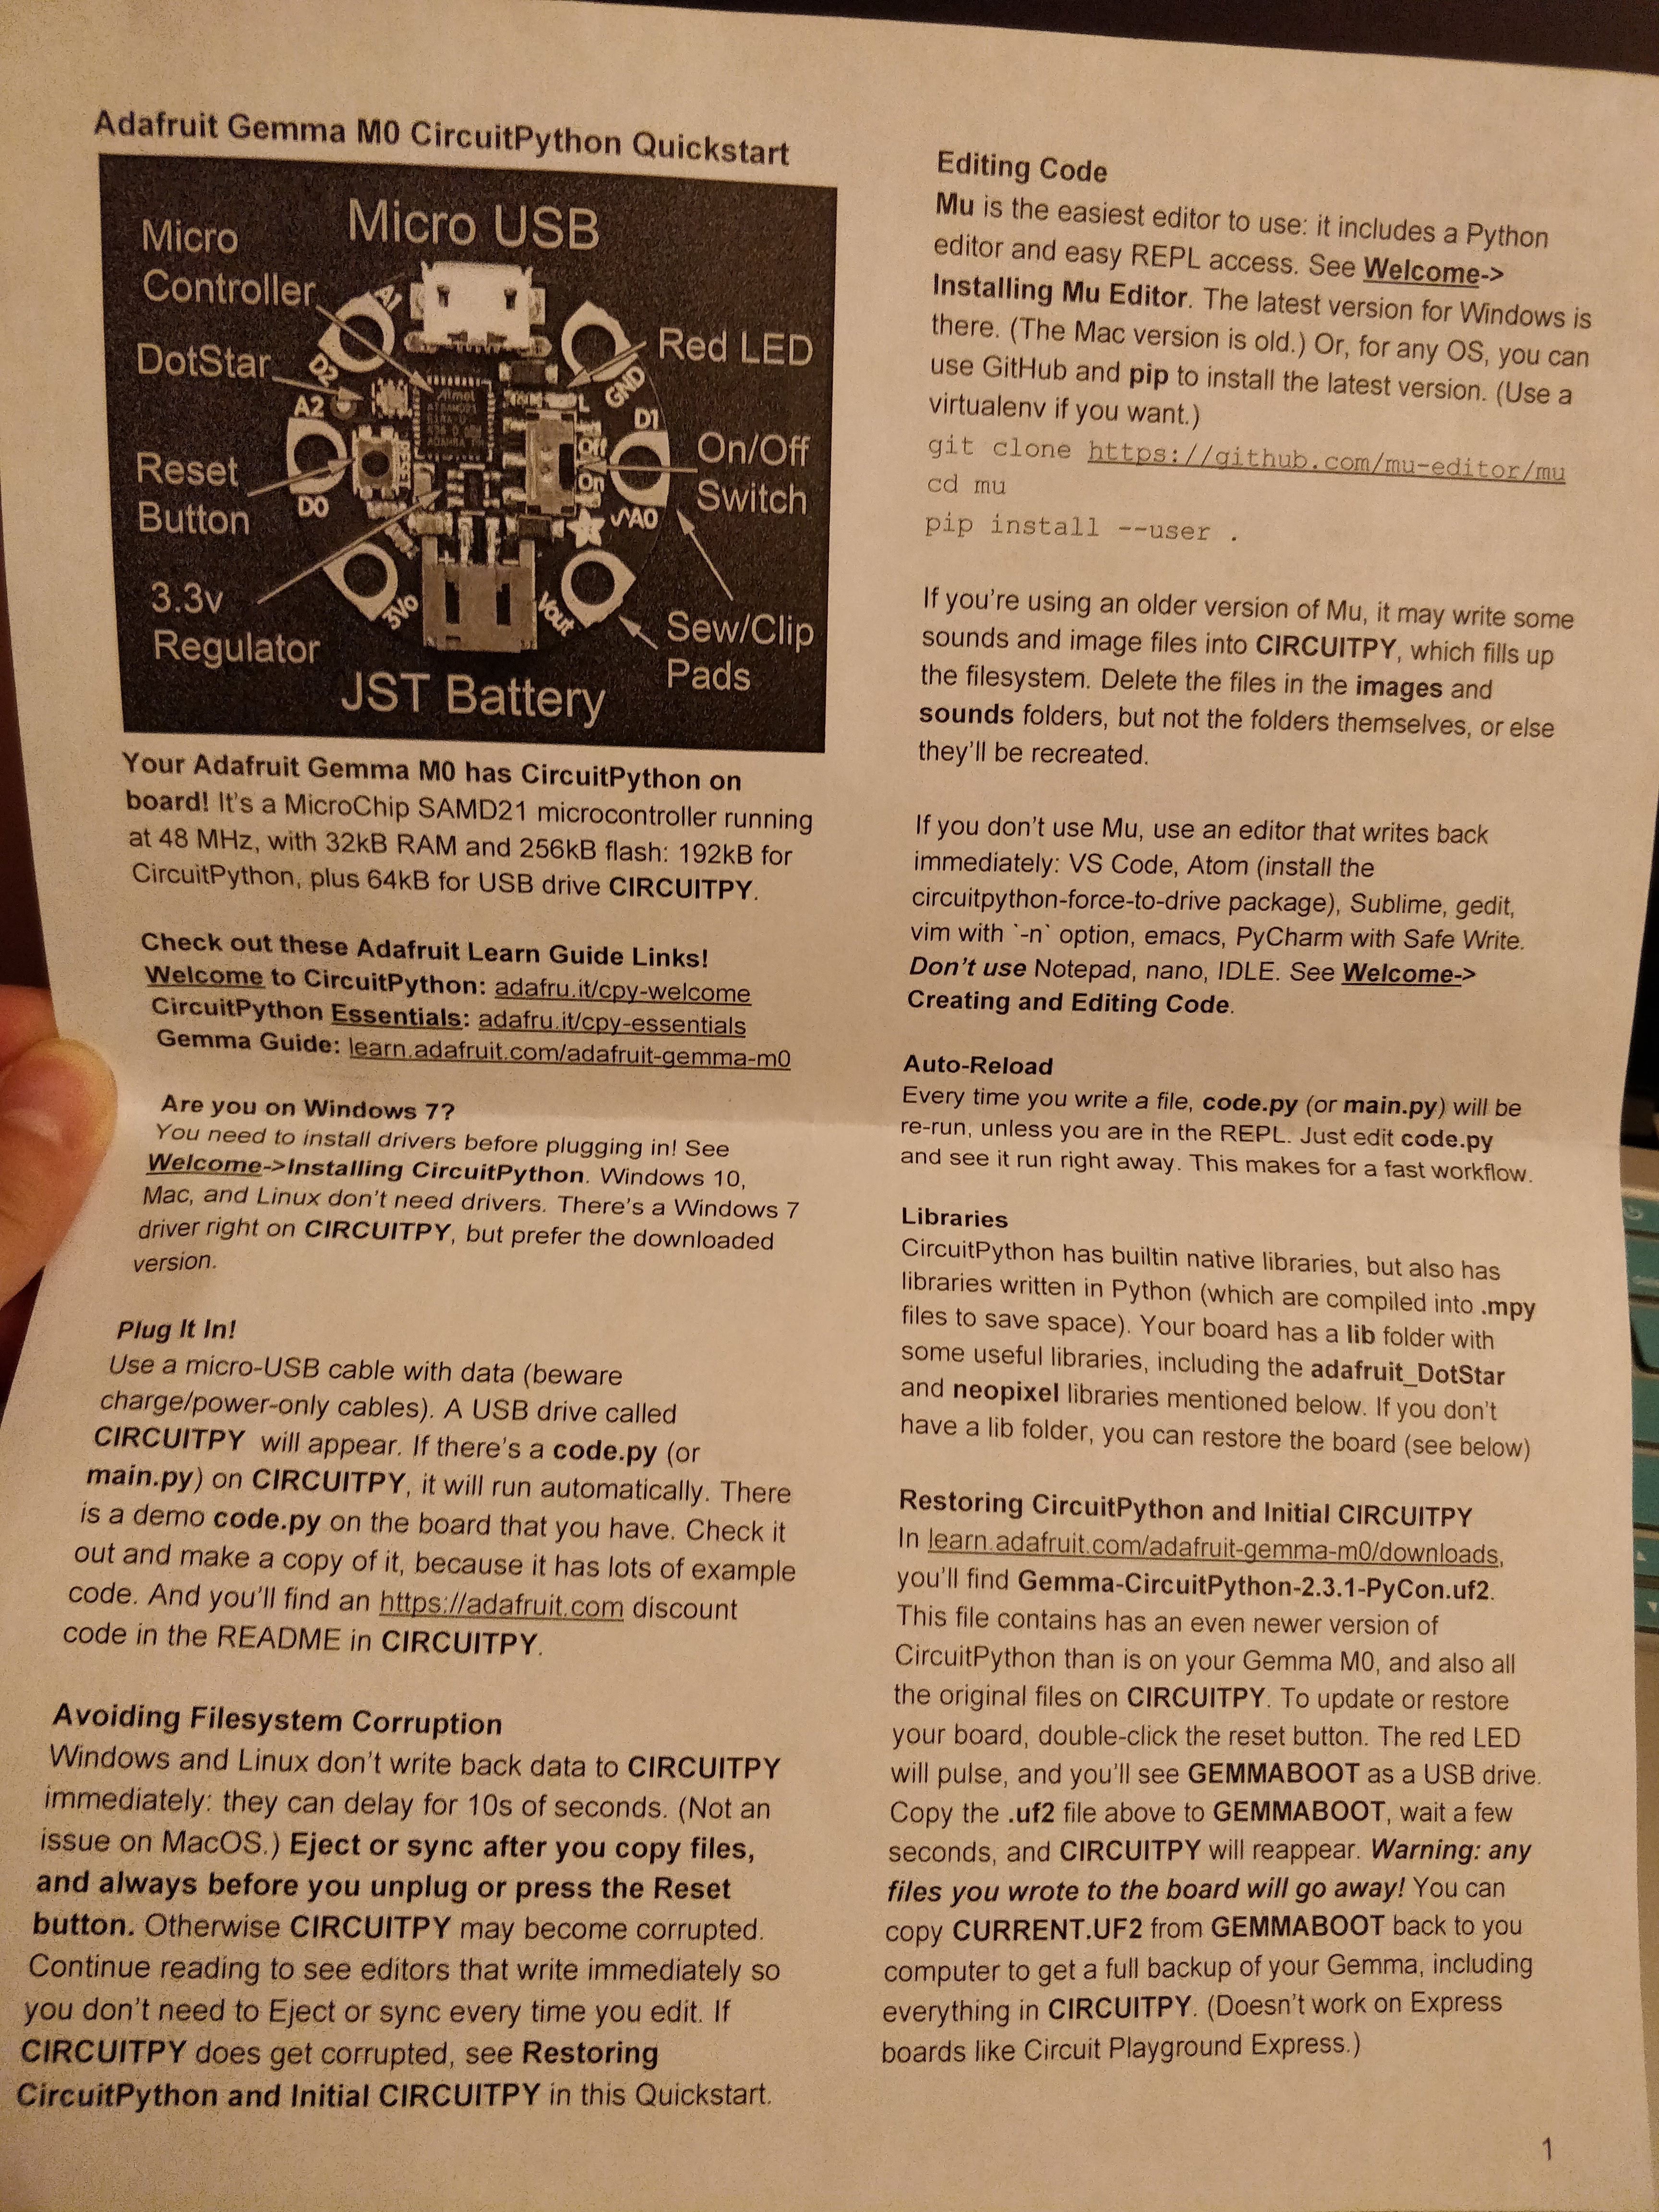 Adafruit Gemma M0 CircuitPython Quickstart
Micro USB
Micro
Controller
DotStar
Reset
Button
3.3v
Regulator
JST Battery
Red LED
On/Off
Switch
Sew/Clip
Pads
A1
D2
A2
D0
3Vo
Vout
GND
D1
A0
On
Off
L
Atmel
Your Adafruit Gemma M0 has CircuitPython on
board! It's a MicroChip SAMD21 microcontroller running
at 48 MHz, with 32kB RAM and 256kB flash: 192kB for
CircuitPython, plus 64kB for USB drive CIRCUITPY.
Check out these Adafruit Learn Guide Links!
Welcome to CircuitPython: adafru.it/cpy-welcome
CircuitPython Essentials: adafru.it/cpy-essentials
Gemma Guide: learn.adafruit.com/adafruit-gemma-m0
Are you on Windows 7?
You need to install drivers before plugging in! See
Welcome->Installing CircuitPython. Windows 10,
Mac, and Linux don't need drivers. There's a Windows 7
driver right on CIRCUITPY, but prefer the downloaded
version.
Plug It In!
Use a micro-USB cable with data (beware
charge/power-only cables). A USB drive called
CIRCUITPY will appear. If there's a code.py (or
main.py) on CIRCUITPY, it will run automatically. There
is a demo code.py on the board that you have. Check it
out and make a copy of it, because it has lots of example
code. And you'll find an https://adafruit.com discount
code in the README in CIRCUITPY.
Avoiding Filesystem Corruption
Windows and Linux don't write back data to CIRCUITPY
immediately: they can delay for 10s of seconds. (Not an
issue on MacOS.) Eject or sync after you copy files,
and always before you unplug or press the Reset
button. Otherwise CIRCUITPY may become corrupted.
Continue reading to see editors that write immediately so
you don't need to Eject or sync every time you edit. If
CIRCUITPY does get corrupted, see Restoring
CircuitPython and Initial CIRCUITPY in this Quickstart.
Editing Code
Mu is the easiest editor to use: it includes a Python
editor and easy REPL access. See Welcome->
Installing Mu Editor. The latest version for Windows is
there. (The Mac version is old.) Or, for any OS, you can
use GitHub and pip to install the latest version. (Use a
virtualenv if you want.)
git clone https://github.com/mu-editor/mu
cd mu
pip install --user .
If you're using an older version of Mu, it may write some
sounds and image files into CIRCUITPY, which fills up
the filesystem. Delete the files in the images and
sounds folders, but not the folders themselves, or else
they'll be recreated.
If you don't use Mu, use an editor that writes back
immediately: VS Code, Atom (install the
circuitpython-force-to-drive package), Sublime, gedit,
vim with `-n` option, emacs, PyCharm with Safe Write.
Don't use Notepad, nano, IDLE. See Welcome->
Creating and Editing Code.
Auto-Reload
Every time you write a file, code.py (or main.py) will be
re-run, unless you are in the REPL. Just edit code.py
and see it run right away. This makes for a fast workflow.
Libraries
CircuitPython has builtin native libraries, but also has
libraries written in Python (which are compiled into .mpy
files to save space). Your board has a lib folder with
some useful libraries, including the adafruit_DotStar
and neopixel libraries mentioned below. If you don't
have a lib folder, you can restore the board (see below)
Restoring CircuitPython and Initial CIRCUITPY
In learn.adafruit.com/adafruit-gemma-m0/downloads,
you'll find Gemma-CircuitPython-2.3.1-PyCon.uf2.
This file contains has an even newer version of
CircuitPython than is on your Gemma M0, and also all
the original files on CIRCUITPY. To update or restore
your board, double-click the reset button. The red LED
will pulse, and you'll see GEMMABOOT as a USB drive.
Copy the .uf2 file above to GEMMABOOT, wait a few
seconds, and CIRCUITPY will reappear. Warning: any
files you wrote to the board will go away! You can
copy CURRENT.UF2 from GEMMABOOT back to you
computer to get a full backup of your Gemma, including
everything in CIRCUITPY. (Doesn't work on Express
boards like Circuit Playground Express.)
1